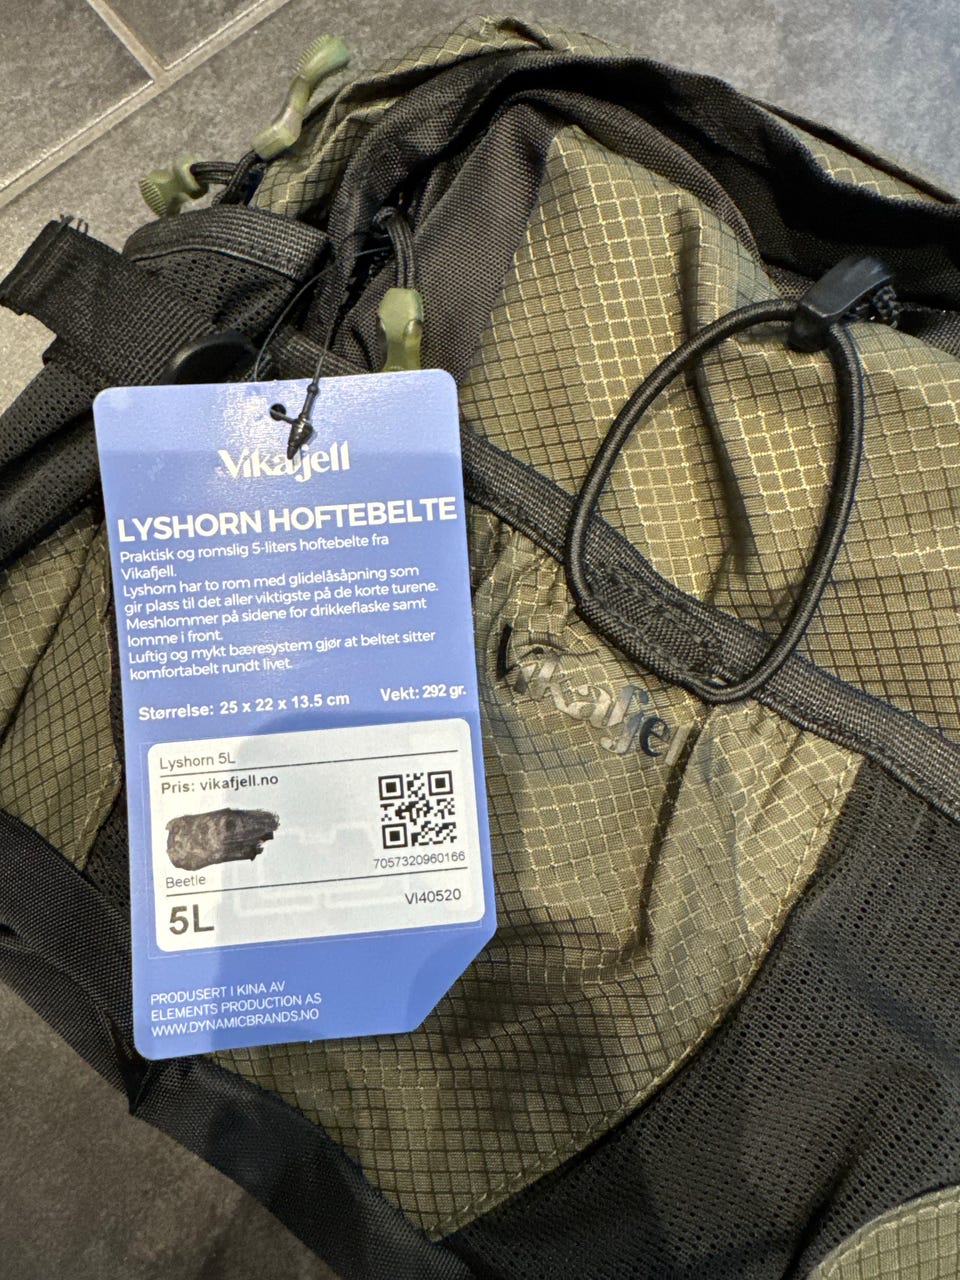 Vikafjell
LYSHORN HOFTEBELTE
Praktisk og romslig 5-liters hoftebelte fra
Vikafjell.
Lyshorn har to rom med glidelåsåpning som
gir plass til det aller viktigste på de korte turene.
Meshlommer på sidene for drikkeflaske samt
lomme i front.
Luftig og mykt bæresystem gjør at beltet sitter
komfortabelt rundt livet.
Størrelse: 25 x 22 x 13.5 cm Vekt: 292 gr.
Lyshorn 5L
Pris: vikafjell.no
7057320960166
Beetle
5L VI40520
PRODUSERT I KINA AV
ELEMENTS PRODUCTION AS
WWW.DYNAMICBRANDS.NO
Vikafjell